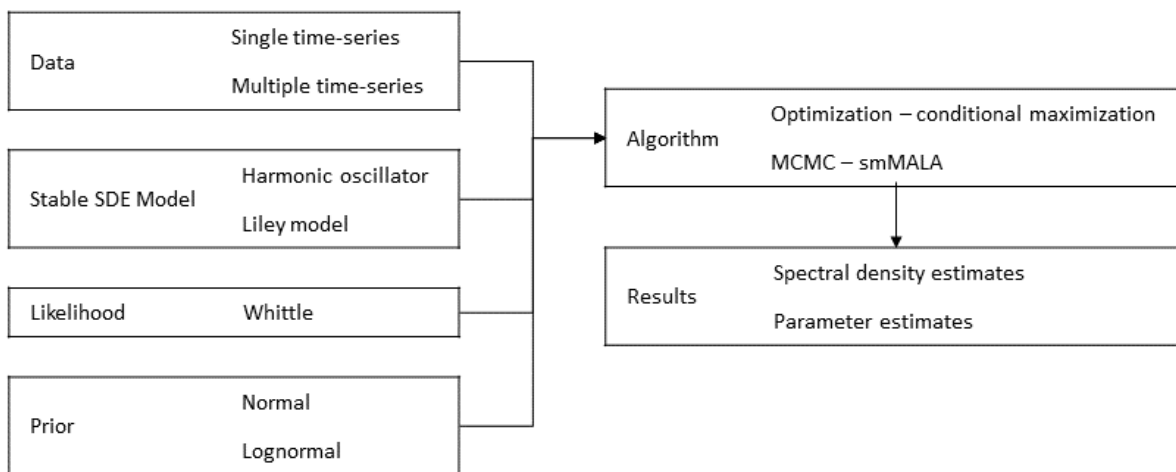 Data
Single time-series
Multiple time-series
Stable SDE Model
Harmonic oscillator
Liley model
Likelihood
Whittle
Prior
Normal
Lognormal
Algorithm
Optimization – conditional maximization
MCMC – smMALA
Results
Spectral density estimates
Parameter estimates